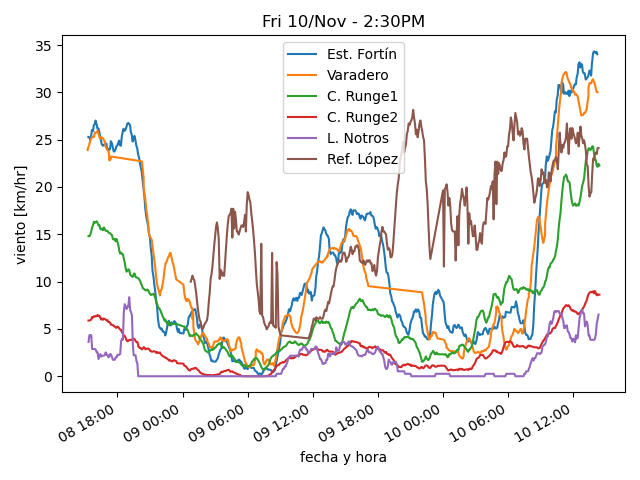 Fri 10/Nov - 2:30PM
Est. Fortín
Varadero
C. Runge1
C. Runge2
L. Notros
Ref. López
viento [km/hr]
35
30
25
20
15
10
5
0
08 18:00
09 00:00
09 06:00
09 12:00
09 18:00
10 00:00
10 06:00
10 12:00
fecha y hora